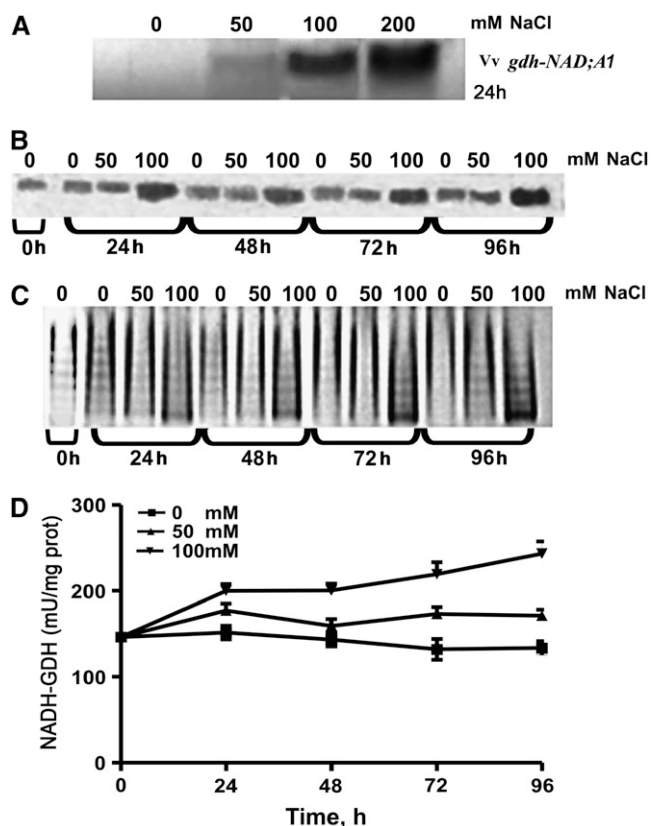 A
0 50 100 200 mM NaCl
Vv gdh-NAD;A1
24h
B
0 0 50 100 0 50 100 0 50 100 0 50 100 mM NaCl
0h 24h 48h 72h 96h
C
0 0 50 100 0 50 100 0 50 100 0 50 100 mM NaCl
0h 24h 48h 72h 96h
D
NADH-GDH (mU/mg prot)
300
200
100
0
0 mM
50 mM
100mM
0 24 48 72 96
Time, h